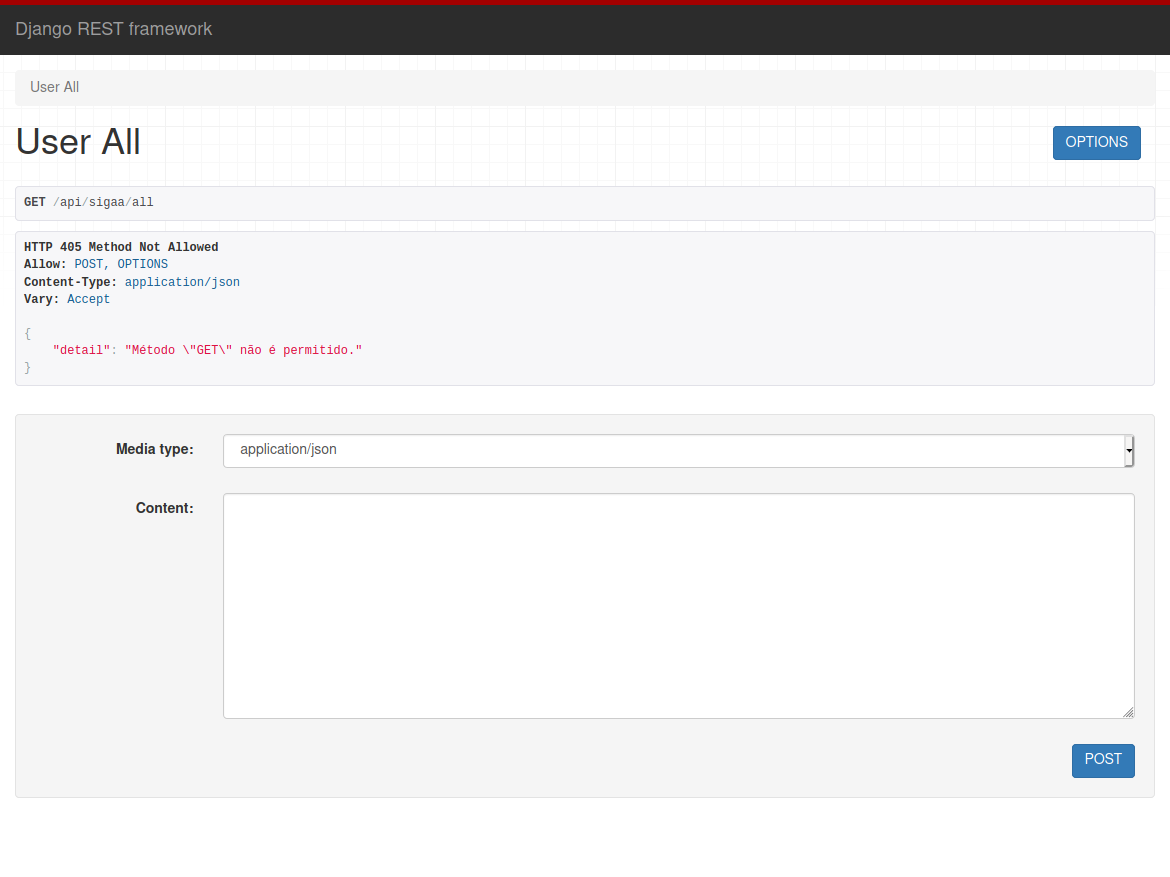 Django REST framework
User All
User All
OPTIONS
GET /api/sigaa/all
HTTP 405 Method Not Allowed
Allow: POST, OPTIONS
Content-Type: application/json
Vary: Accept
{
    "detail": "Método \"GET\" não é permitido."
}
Media type:
application/json
Content:
POST